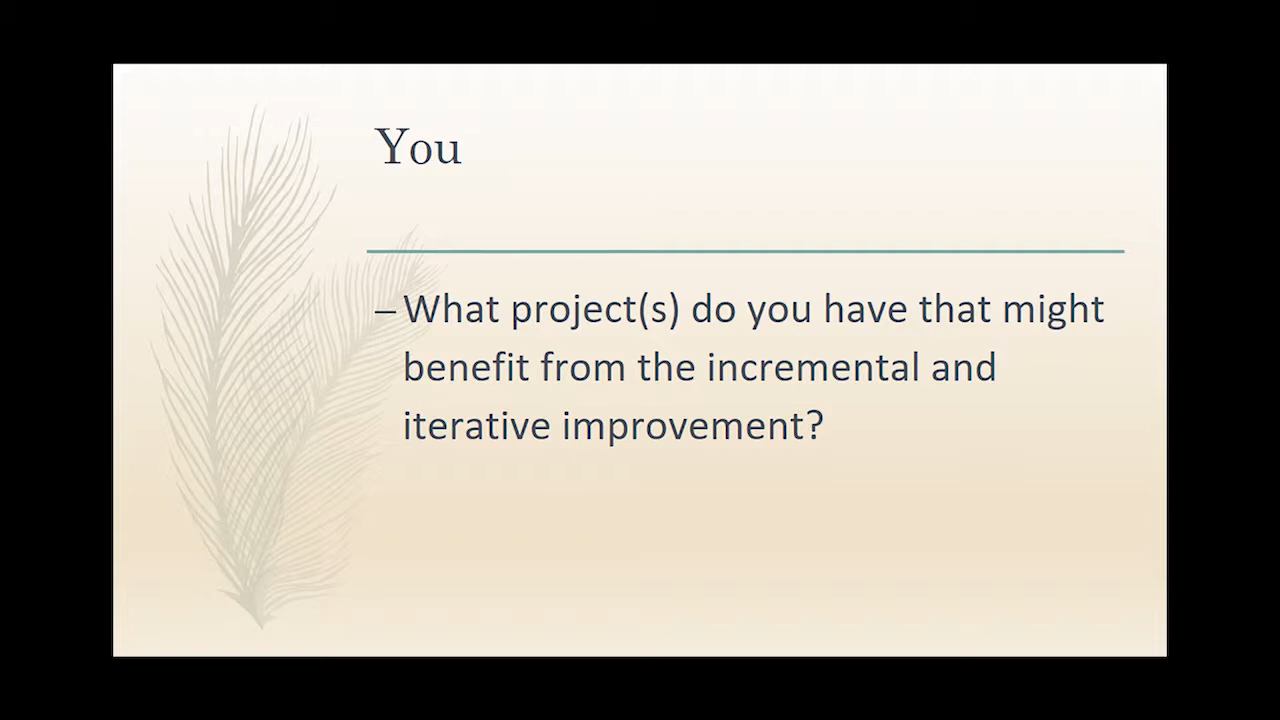 You
– What project(s) do you have that might
benefit from the incremental and
iterative improvement?